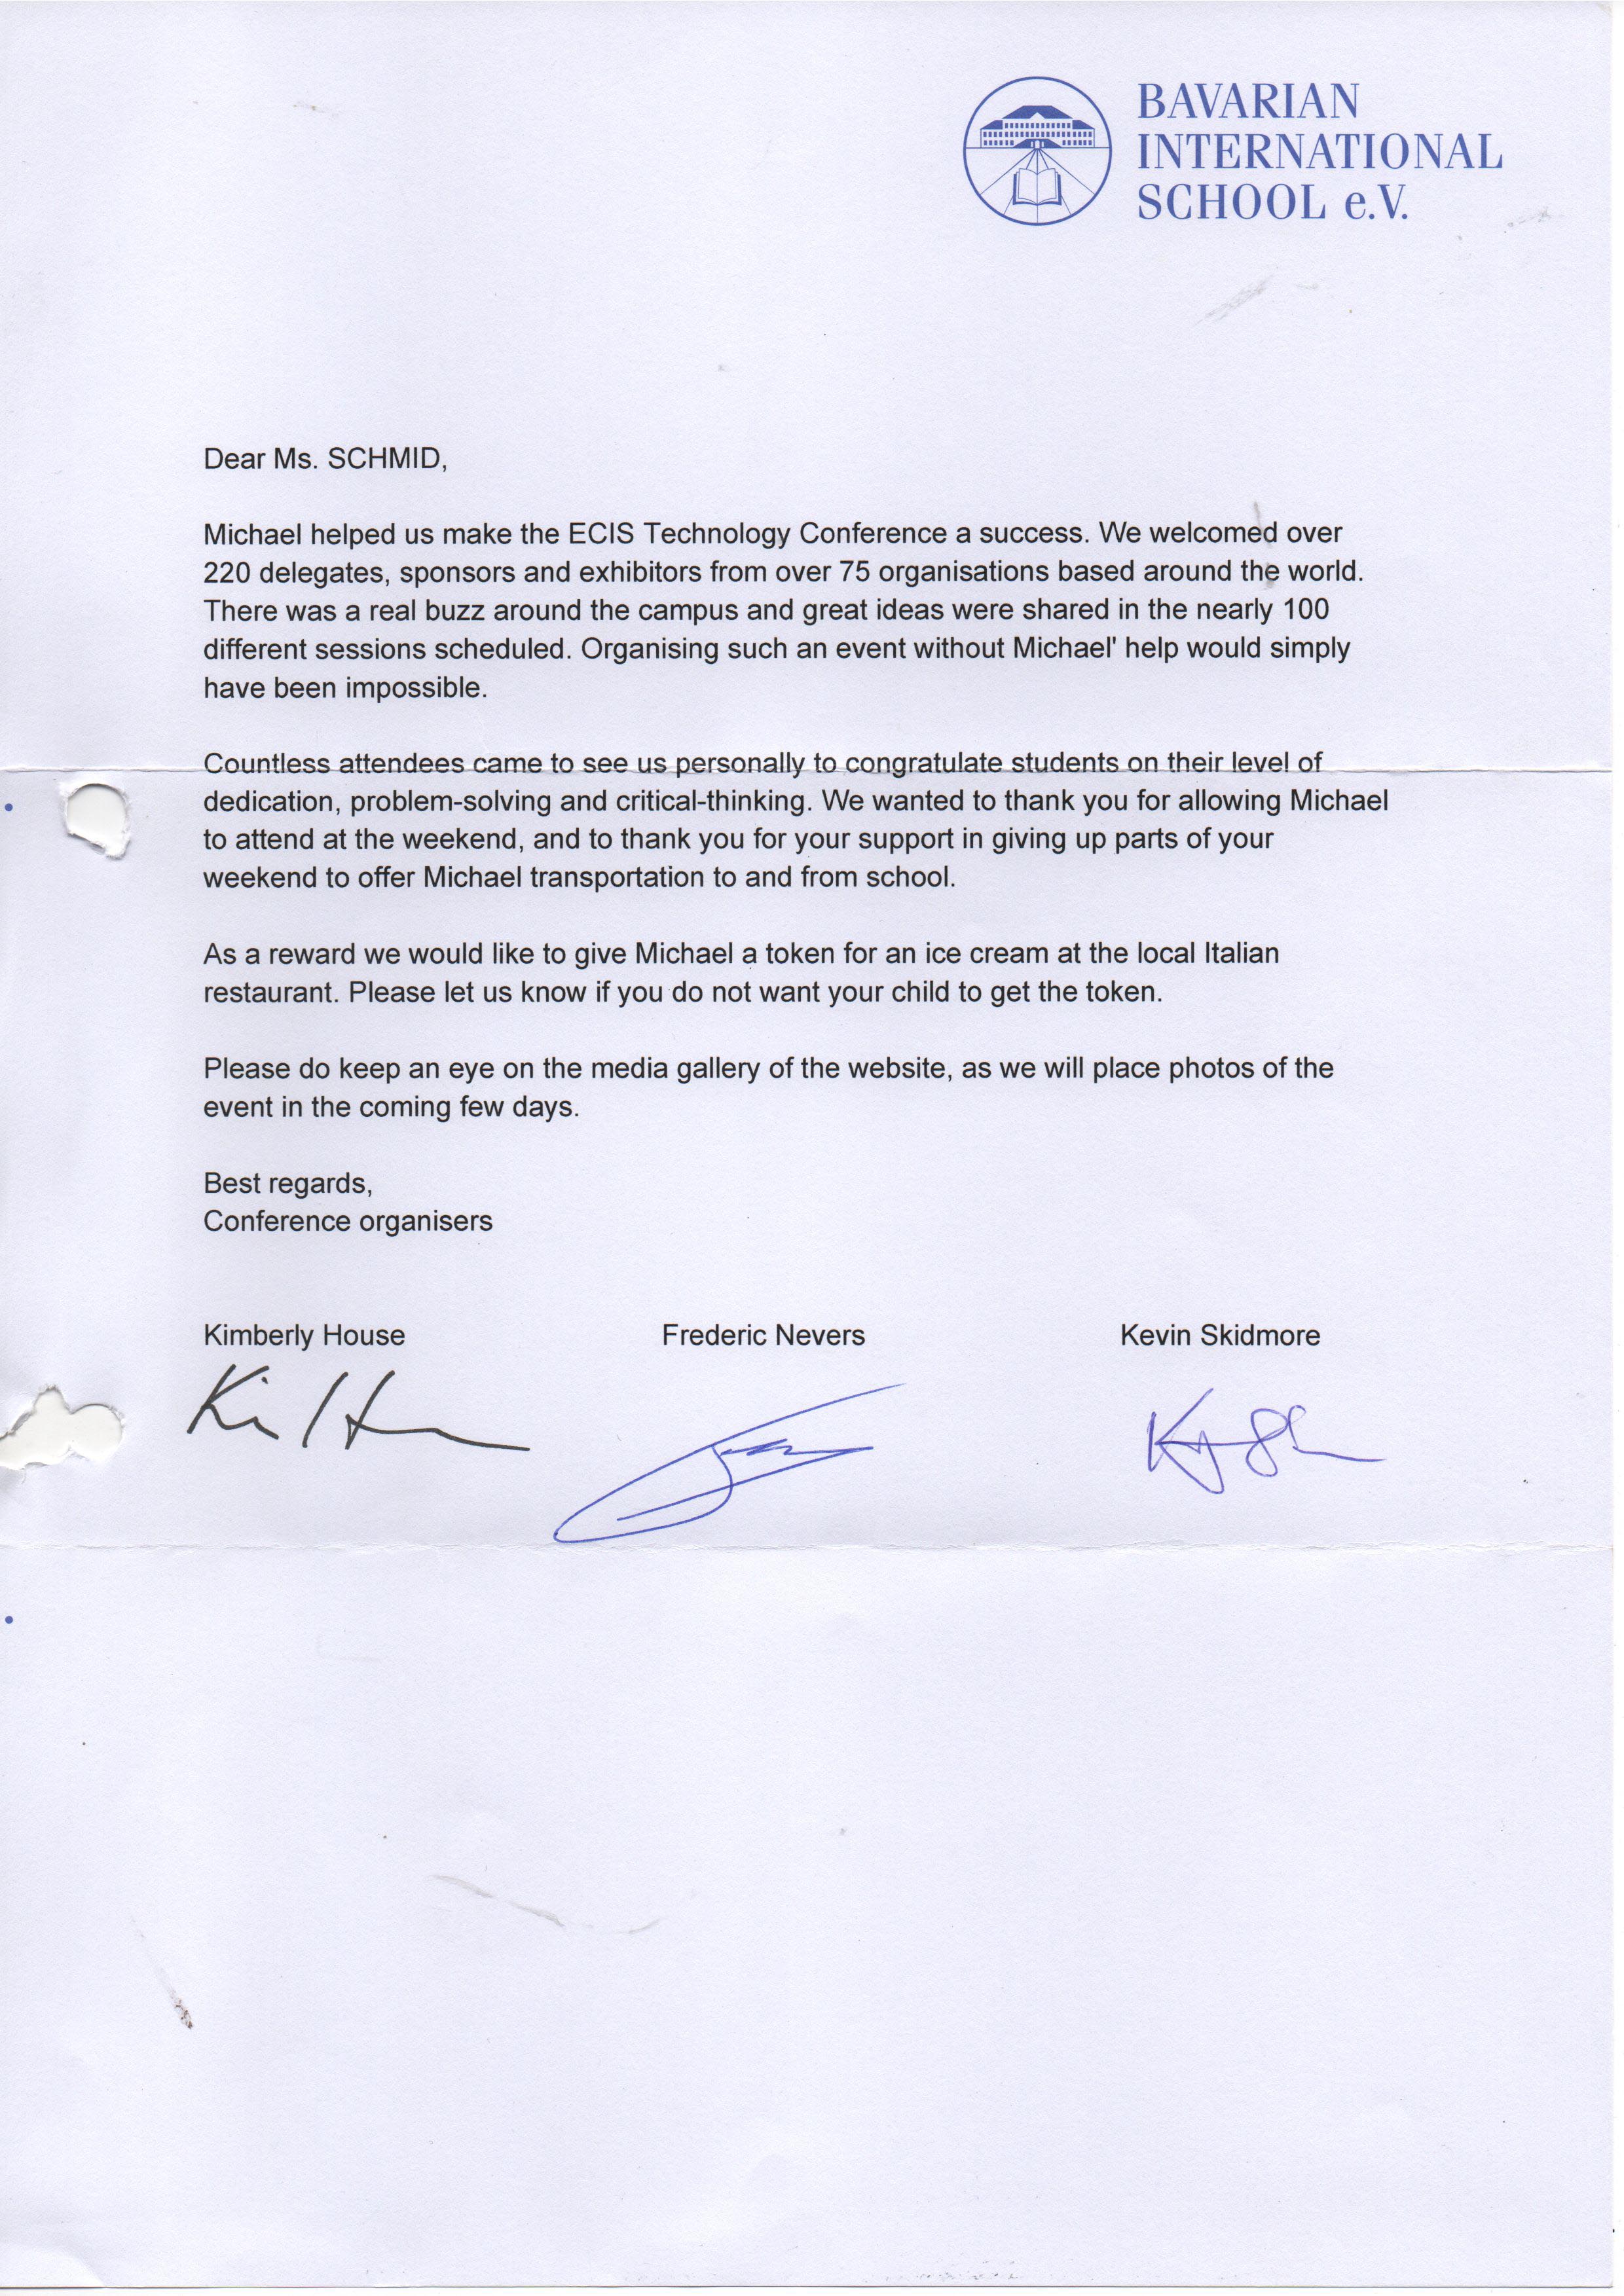 BAVARIAN
INTERNATIONAL
SCHOOL e.V.
Dear Ms. SCHMID,
Michael helped us make the ECIS Technology Conference a success. We welcomed over
220 delegates, sponsors and exhibitors from over 75 organisations based around the world.
There was a real buzz around the campus and great ideas were shared in the nearly 100
different sessions scheduled. Organising such an event without Michael' help would simply
have been impossible.
Countless attendees came to see us personally to congratulate students on their level of
dedication, problem-solving and critical-thinking. We wanted to thank you for allowing Michael
to attend at the weekend, and to thank you for your support in giving up parts of your
weekend to offer Michael transportation to and from school.
As a reward we would like to give Michael a token for an ice cream at the local Italian
restaurant. Please let us know if you do not want your child to get the token.
Please do keep an eye on the media gallery of the website, as we will place photos of the
event in the coming few days.
Best regards,
Conference organisers
Kimberly House Frederic Nevers Kevin Skidmore